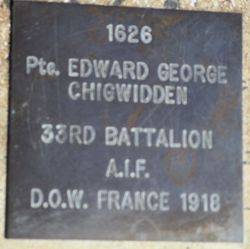 1626
Pte. EDWARD GEORGE
CHIGWIDDEN
33RD BATTALION
A.I.F.
D.O.W. FRANCE 1918